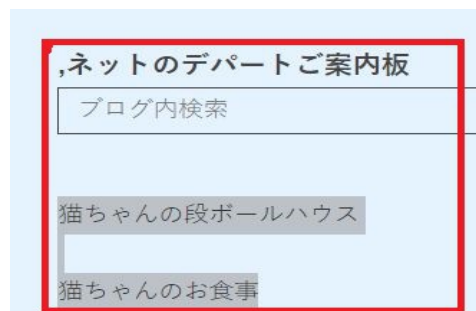 ,ネットのデパートご案内板
ブログ内検索
猫ちゃんの段ボールハウス
猫ちゃんのお食事